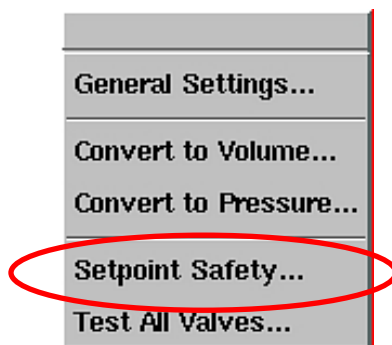 General Settings...
Convert to Volume...
Convert to Pressure...
Setpoint Safety...
Test All Valves...